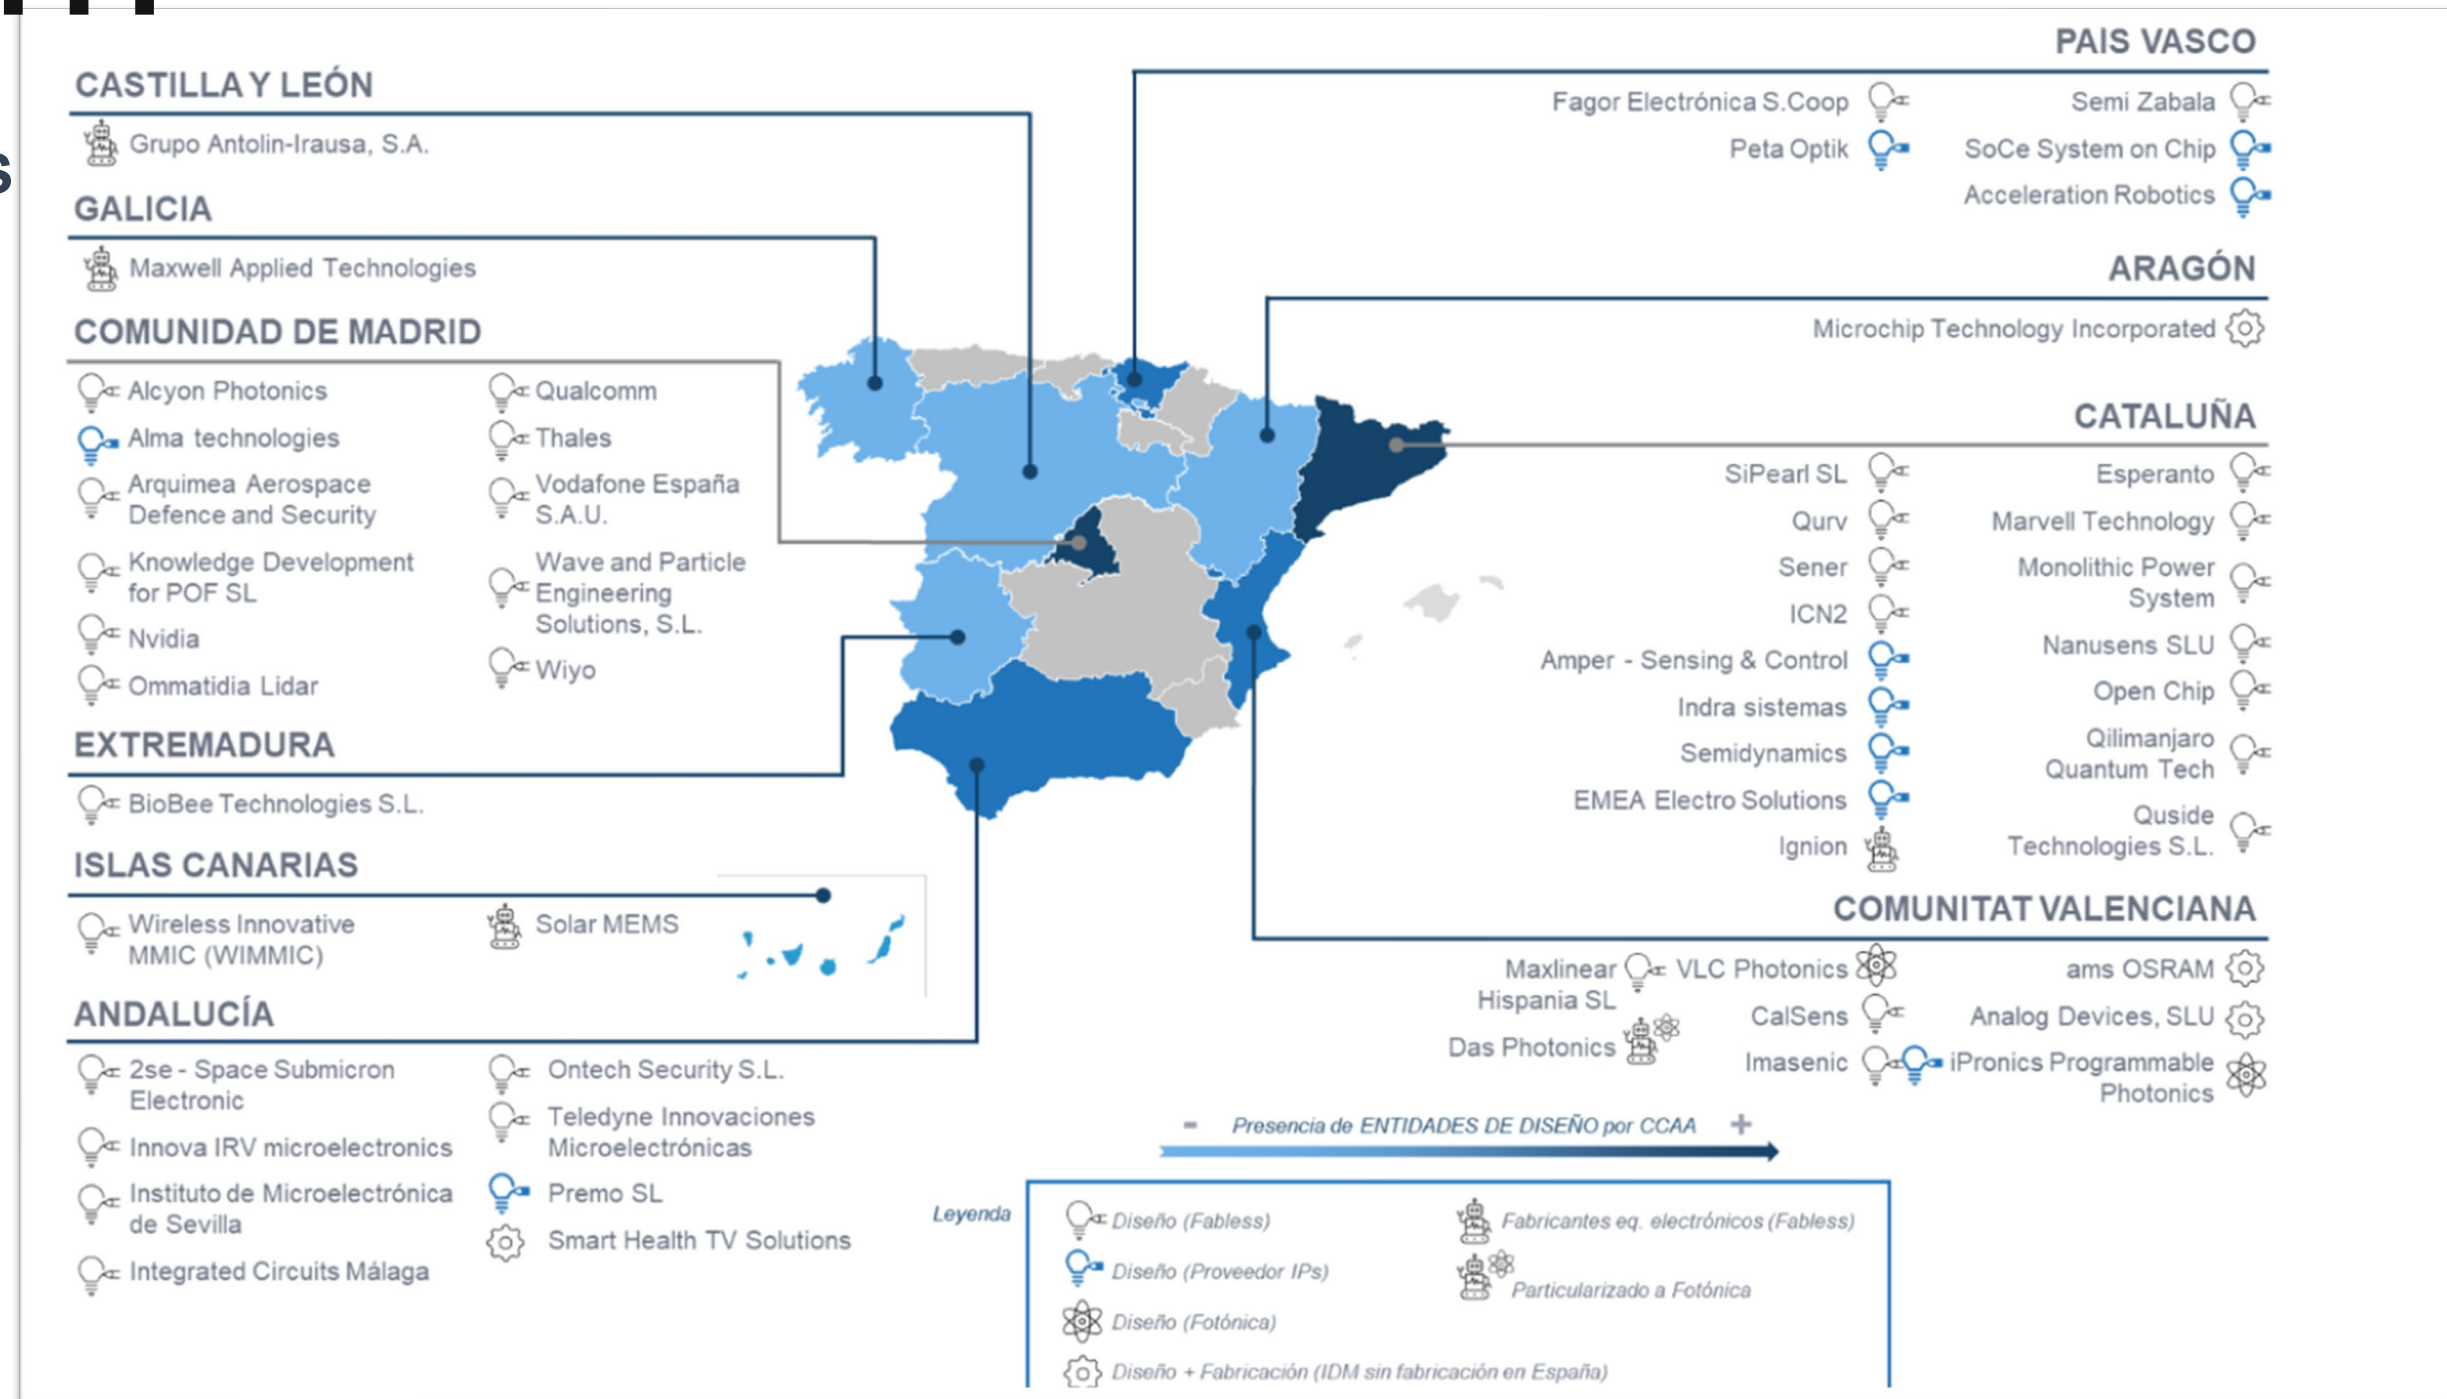 s
CASTILLA Y LEÓN
Grupo Antolin-Irausa, S.A.
GALICIA
Maxwell Applied Technologies
COMUNIDAD DE MADRID
Alcyon Photonics
Alma technologies
Arquimea Aerospace
Defence and Security
Knowledge Development
for POF SL
Nvidia
Ommatidia Lidar
Qualcomm
Thales
Vodafone España
S.A.U.
Wave and Particle
Engineering
Solutions, S.L.
Wiyo
EXTREMADURA
BioBee Technologies S.L.
ISLAS CANARIAS
Wireless Innovative
MMIC (WIMMIC)
Solar MEMS
ANDALUCÍA
2se - Space Submicron
Electronic
Innova IRV microelectronics
Instituto de Microelectrónica
de Sevilla
Integrated Circuits Málaga
Ontech Security S.L.
Teledyne Innovaciones
Microelectrónicas
Premo SL
Smart Health TV Solutions
PAIS VASCO
Fagor Electrónica S.Coop
Peta Optik
Semi Zabala
SoCe System on Chip
Acceleration Robotics
ARAGÓN
Microchip Technology Incorporated
CATALUÑA
SiPearl SL
Qurv
Sener
ICN2
Amper - Sensing & Control
Indra sistemas
Semidynamics
EMEA Electro Solutions
Ignion
Esperanto
Marvell Technology
Monolithic Power
System
Nanusens SLU
Open Chip
Qilimanjaro
Quantum Tech
Quside
Technologies S.L.
COMUNITAT VALENCIANA
Maxlinear
Hispania SL
Das Photonics
VLC Photonics
CalSens
Imasenic
ams OSRAM
Analog Devices, SLU
iPronics Programmable
Photonics
- Presencia de ENTIDADES DE DISEÑO por CCAA +
Leyenda
Diseño (Fabless)
Diseño (Proveedor IPs)
Diseño (Fotónica)
Diseño + Fabricación (IDM sin fabricación en España)
Fabricantes eq. electrónicos (Fabless)
Particularizado a Fotónica